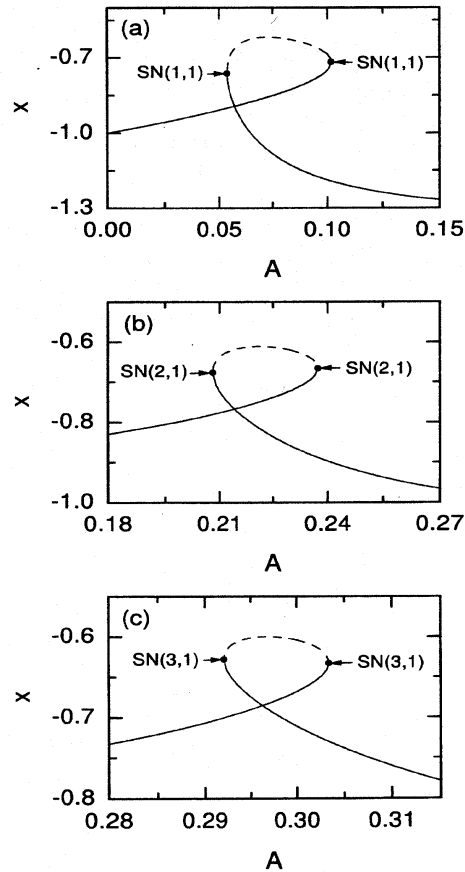 (a)
-0.7
SN(1,1)
SN(1,1)
X
-1.0
-1.3
0.00 0.05 0.10 0.15
A
(b)
-0.6
SN(2,1)
SN(2,1)
X
-0.8
-1.0
0.18 0.21 0.24 0.27
A
(c)
-0.6
SN(3,1)
SN(3,1)
X
-0.7
-0.8
0.28 0.29 0.30 0.31
A